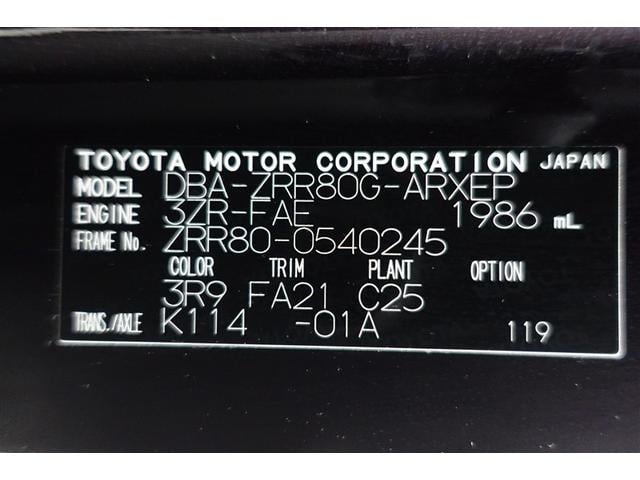 TOYOTA MOTOR CORPORATION JAPAN
MODEL DBA-ZRR80G-ARXEP
ENGINE 3ZR-FAE 1986 mL
FRAME No. ZRR80-0540245
COLOR TRIM PLANT OPTION
3R9 FA21 C25
TRANS./AXLE K114 -01A 119